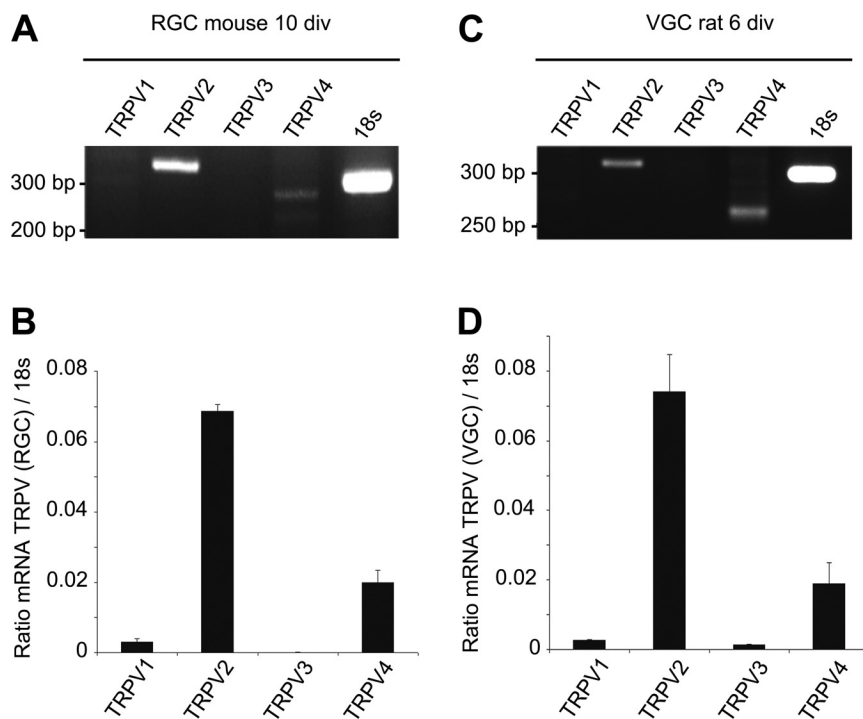 A
RGC mouse 10 div
TRPV1
TRPV2
TRPV3
TRPV4
18s
300 bp
200 bp
C
VGC rat 6 div
TRPV1
TRPV2
TRPV3
TRPV4
18s
300 bp
250 bp
B
Ratio mRNA TRPV (RGC) / 18s
0.08
0.06
0.04
0.02
0
TRPV1
TRPV2
TRPV3
TRPV4
D
Ratio mRNA TRPV (VGC) / 18s
0.08
0.06
0.04
0.02
0
TRPV1
TRPV2
TRPV3
TRPV4